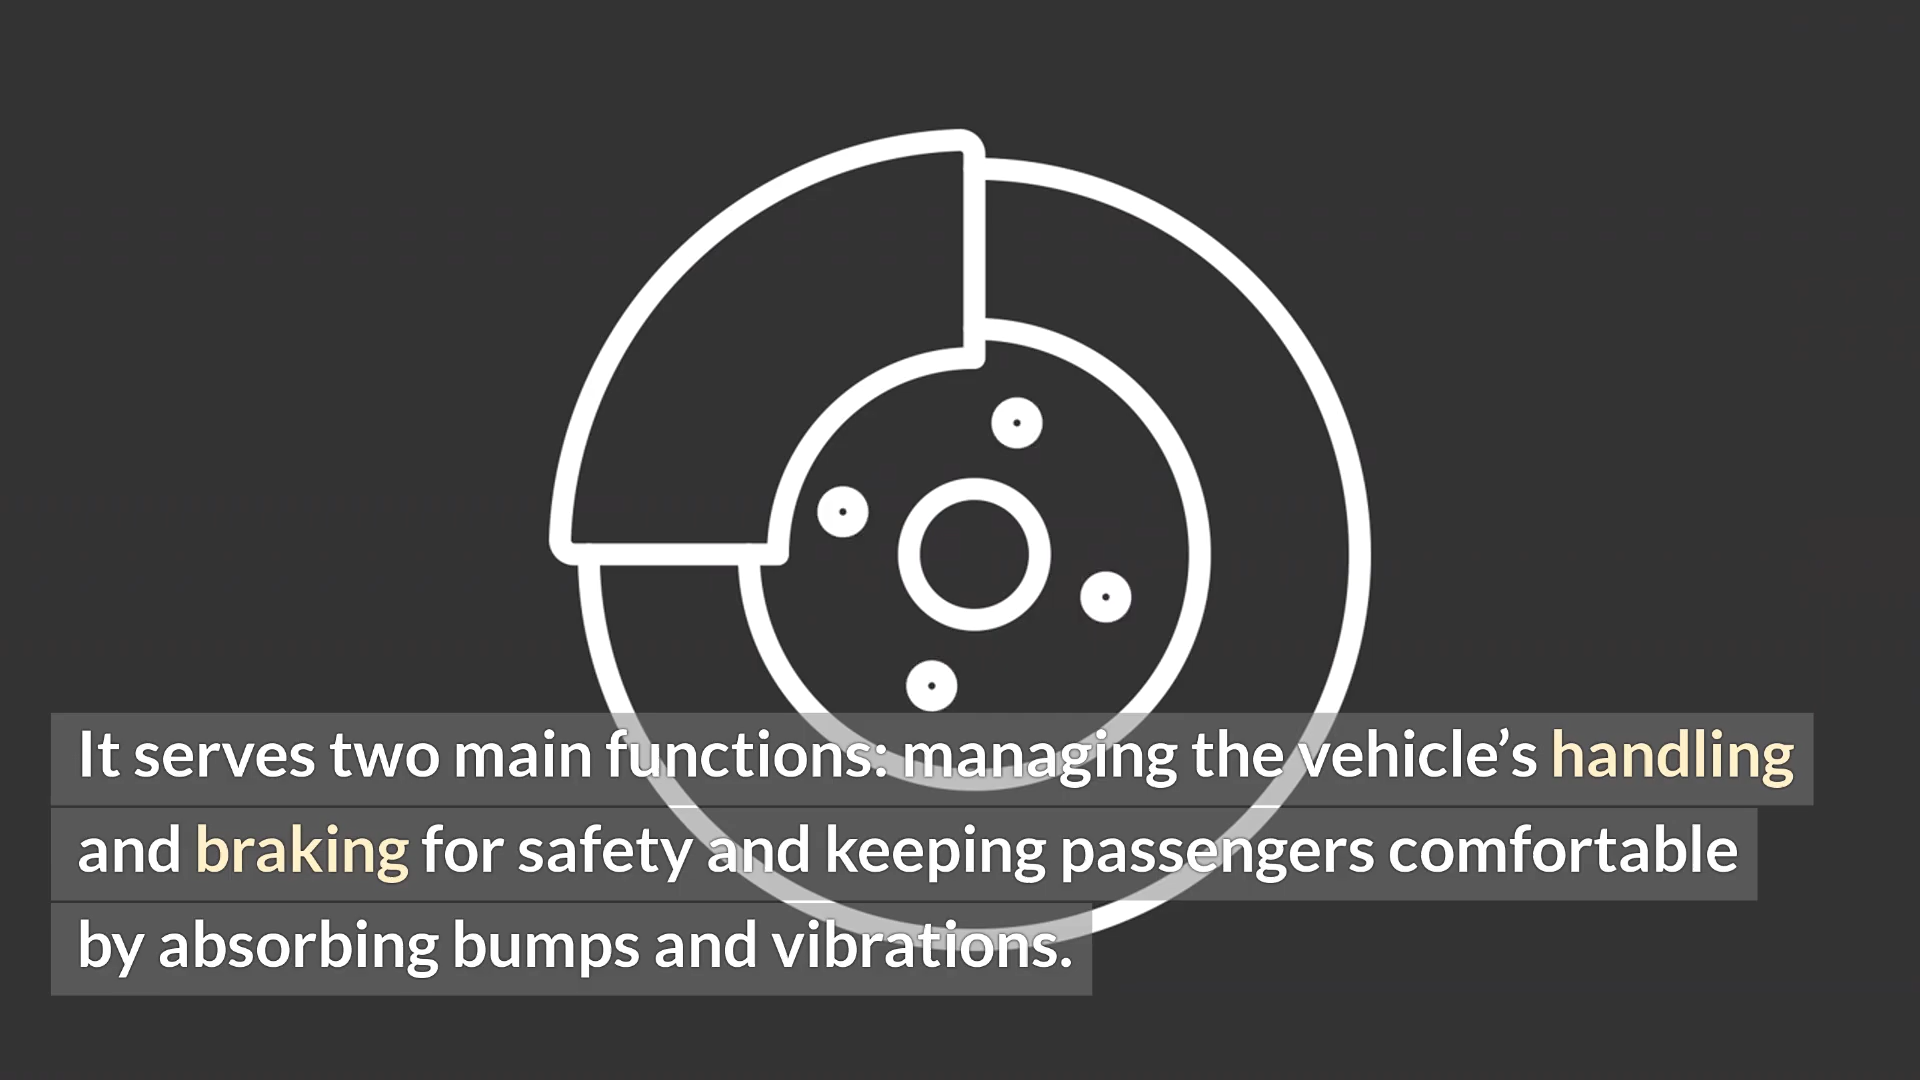 It serves two main functions: managing the vehicle’s handling
and braking for safety and keeping passengers comfortable
by absorbing bumps and vibrations.